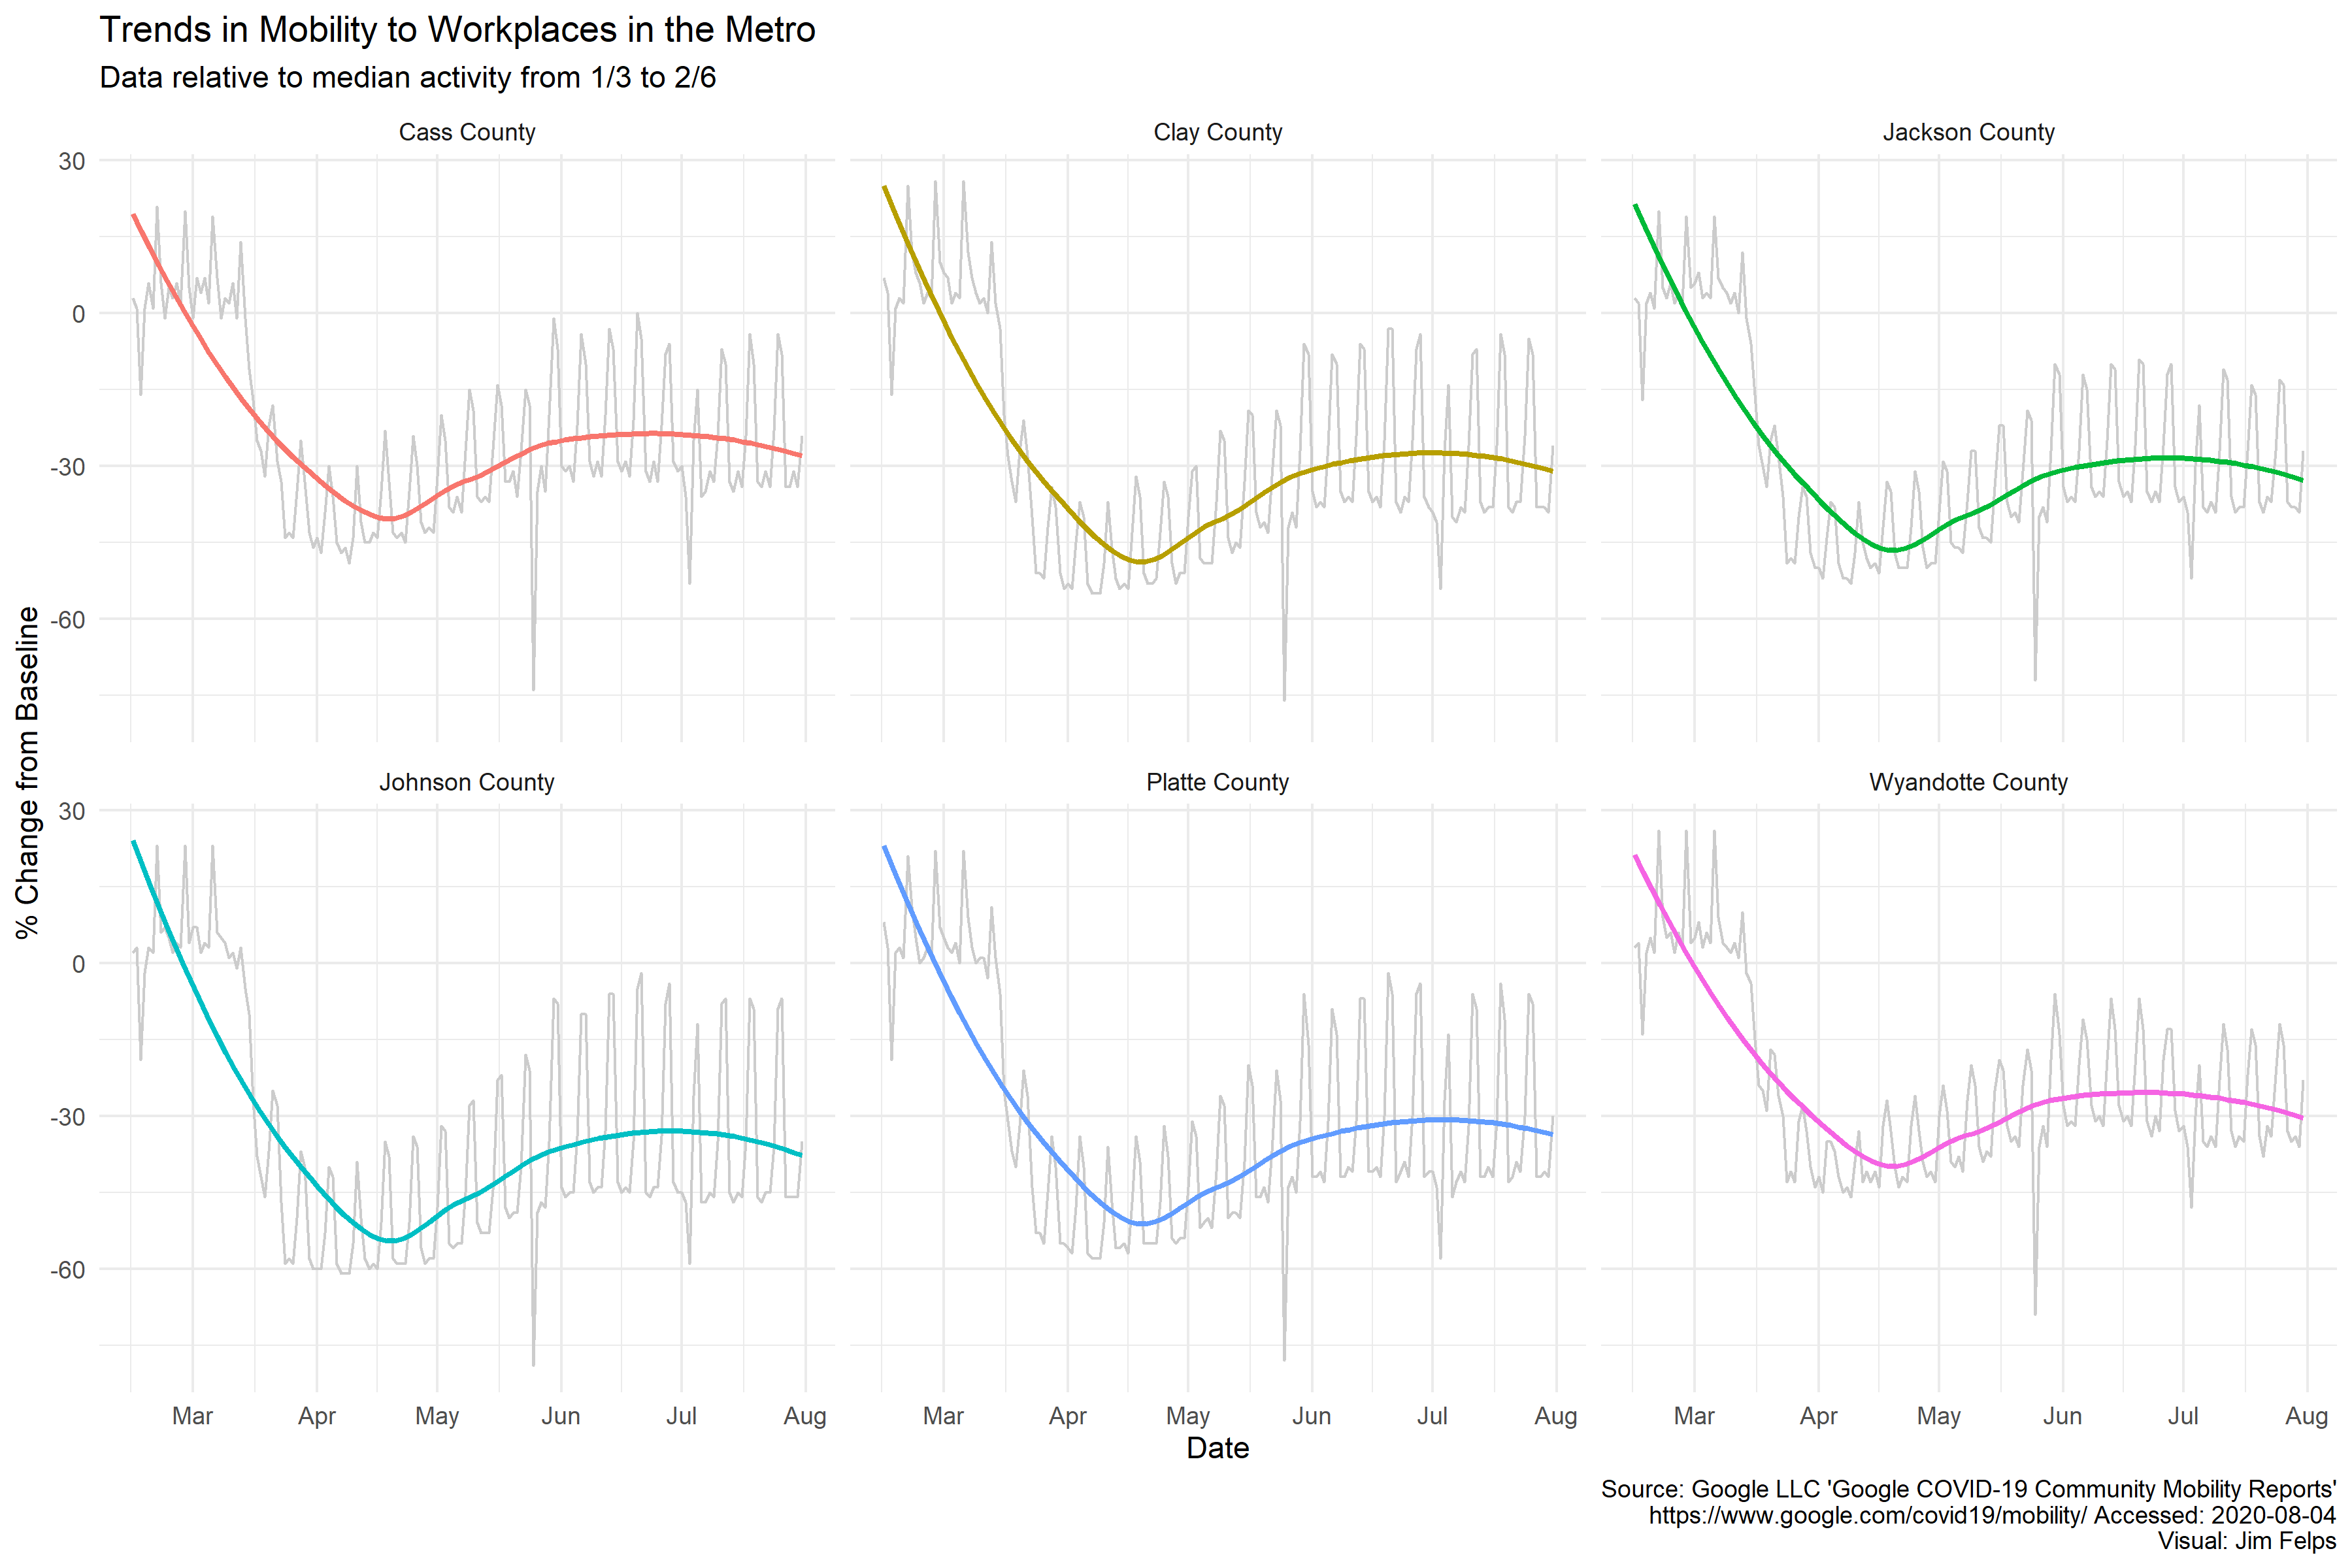 Trends in Mobility to Workplaces in the Metro
Data relative to median activity from 1/3 to 2/6
Cass County
Clay County
Jackson County
30
0
-30
-60
% Change from Baseline
Johnson County
Platte County
Wyandotte County
30
0
-30
-60
Mar Apr May Jun Jul Aug
Mar Apr May Jun Jul Aug
Mar Apr May Jun Jul Aug
Date
Source: Google LLC 'Google COVID-19 Community Mobility Reports'
https://www.google.com/covid19/mobility/ Accessed: 2020-08-04
Visual: Jim Felps